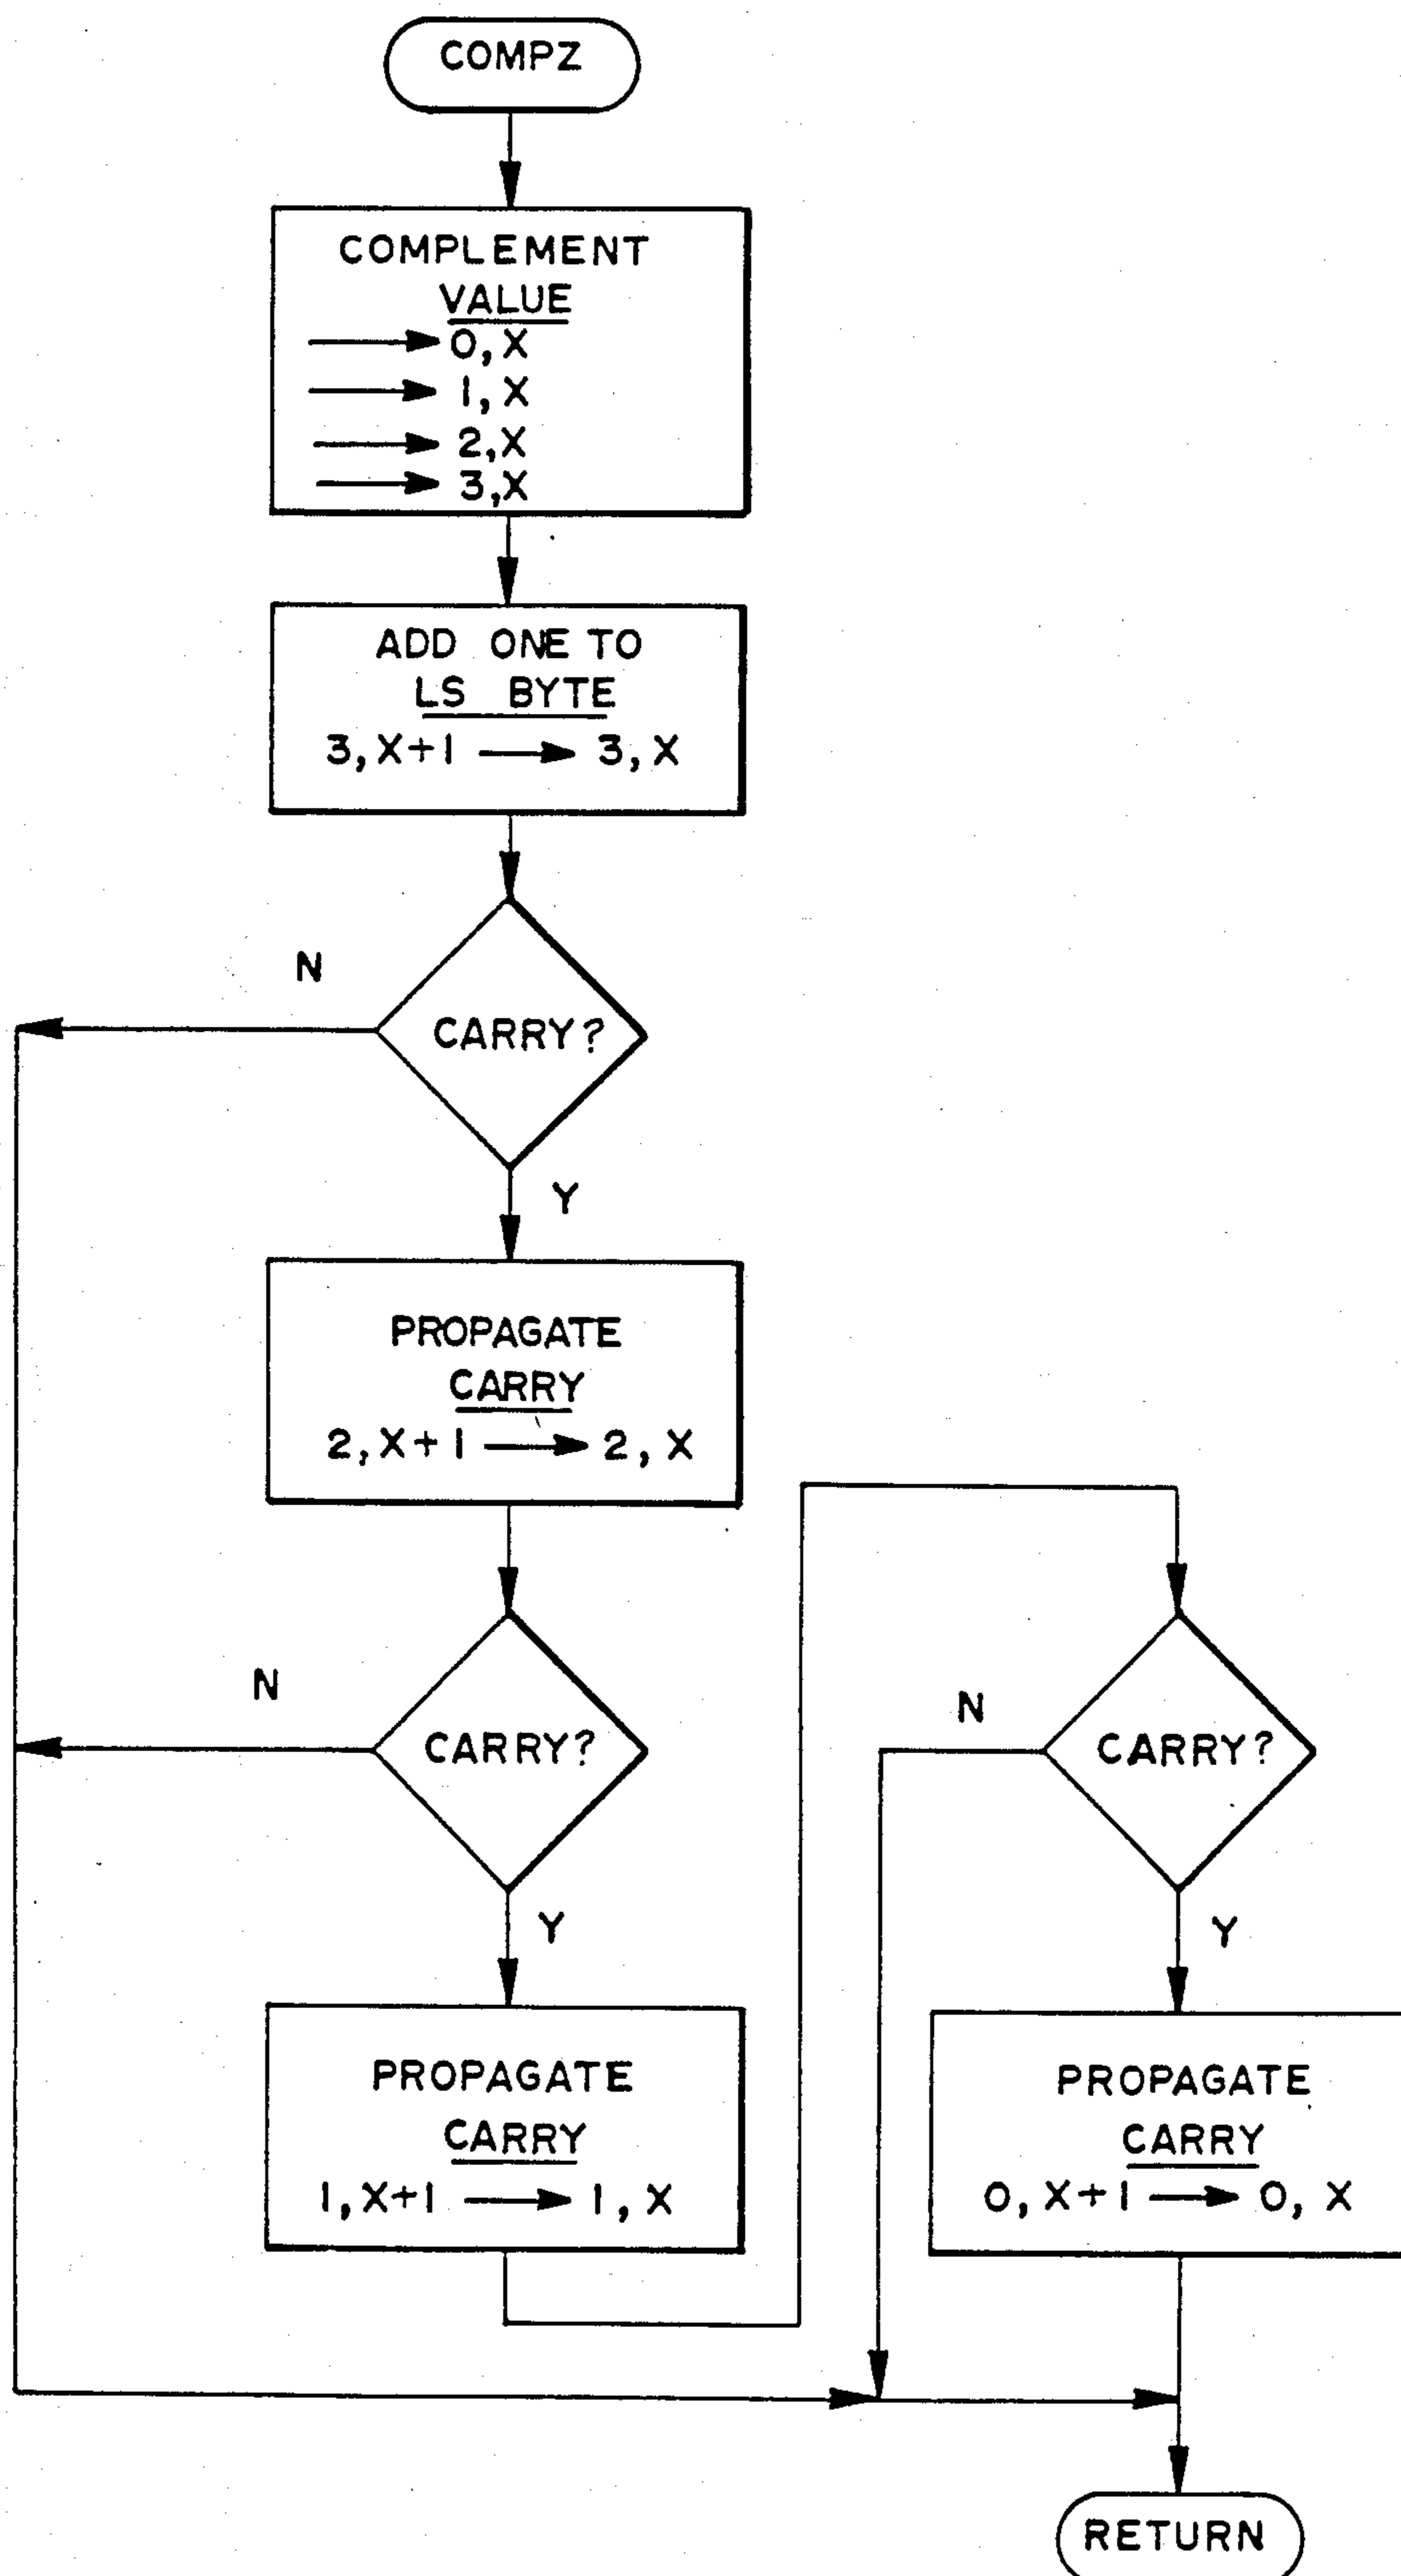 COMPZ
COMPLEMENT
VALUE
0, X
1, X
2, X
3, X
ADD ONE TO
LS BYTE
3, X+1 → 3, X
N
CARRY?
Y
PROPAGATE
CARRY
2, X+1 → 2, X
N
CARRY?
Y
PROPAGATE
CARRY
1, X+1 → 1, X
N
CARRY?
Y
PROPAGATE
CARRY
0, X+1 → 0, X
RETURN